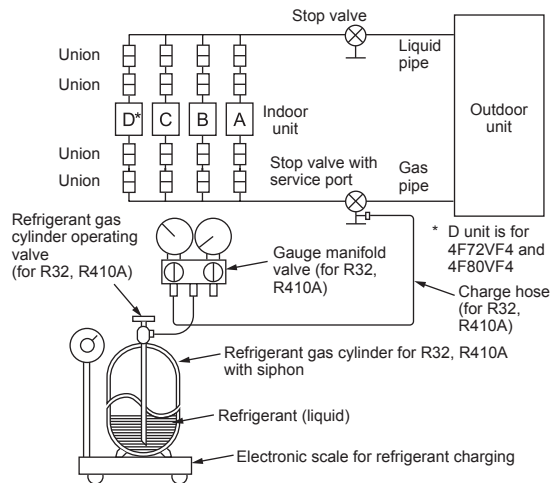 Stop valve
Union
Liquid
pipe
Union
D*
C
B
A
Indoor
unit
Outdoor
unit
Union
Stop valve with
service port
Gas
pipe
Union
Refrigerant gas
cylinder operating
valve
(for R32, R410A)
Gauge manifold
valve (for R32,
R410A)
* D unit is for
4F72VF4 and
4F80VF4
Charge hose
(for R32,
R410A)
Refrigerant gas cylinder for R32, R410A
with siphon
Refrigerant (liquid)
Electronic scale for refrigerant charging